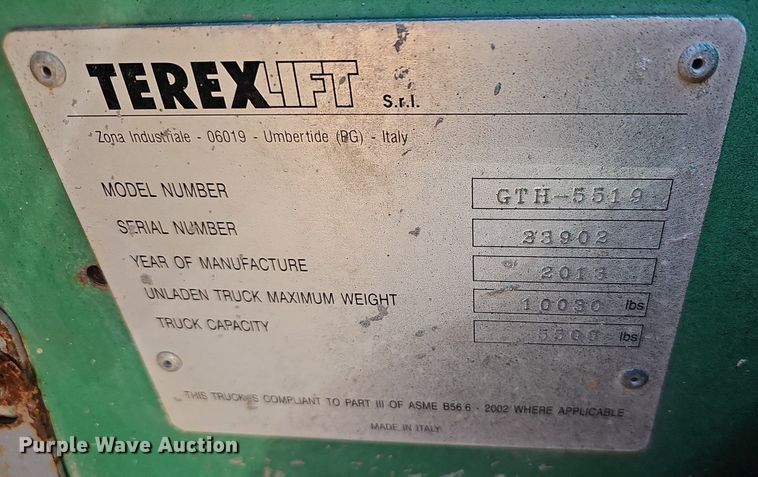 TEREXLIFT S.r.l.
Zona Industriale - 06019 - Umbertide (PG) - Italy
MODEL NUMBER GTH-5519
SERIAL NUMBER 23902
YEAR OF MANUFACTURE 2013
UNLADEN TRUCK MAXIMUM WEIGHT 10030 lbs
TRUCK CAPACITY 5500 lbs
THIS TRUCK IS COMPLIANT TO PART III OF ASME B56.6 - 2002 WHERE APPLICABLE
MADE IN ITALY
Purple Wave Auction